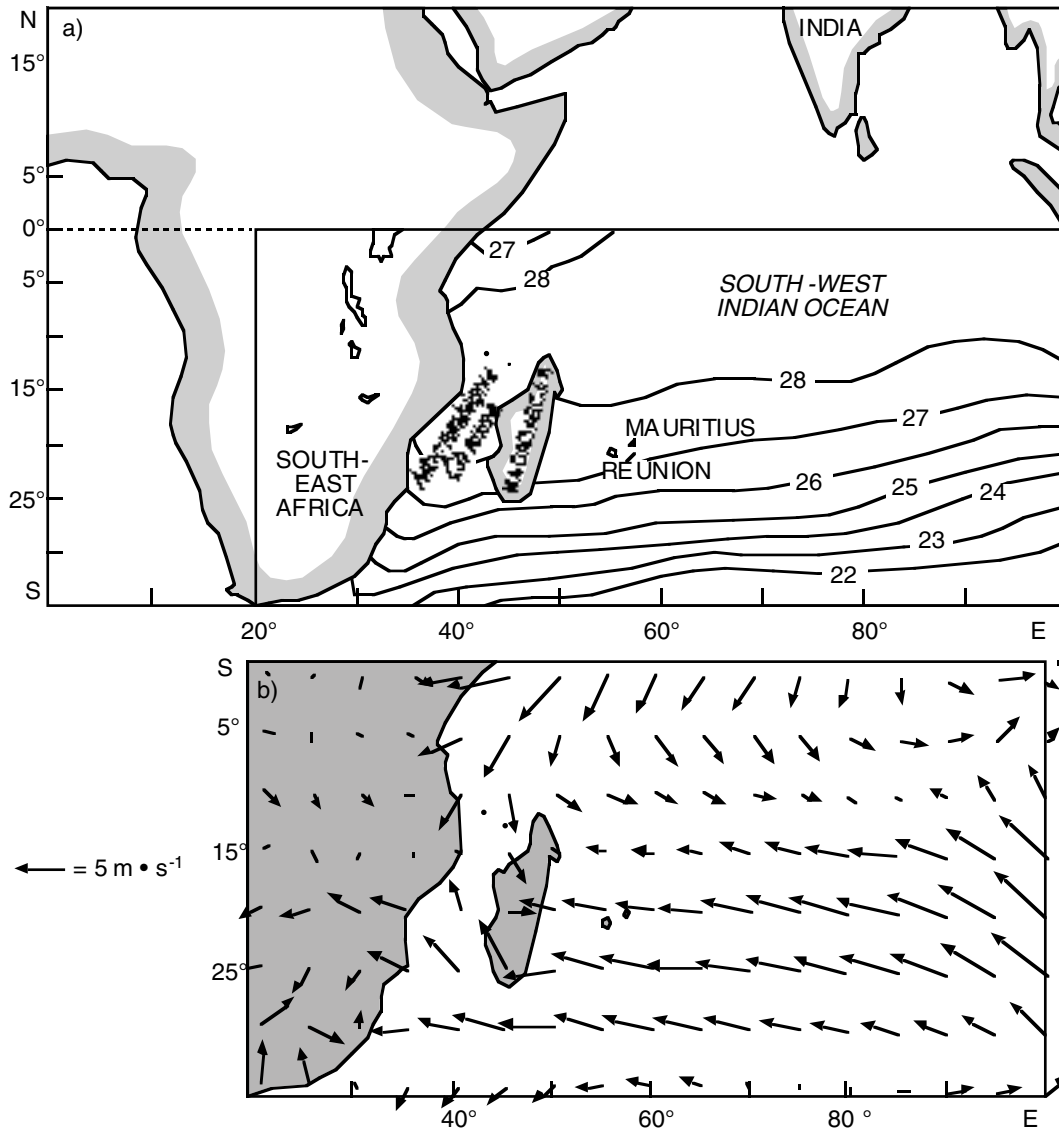 N
a)
INDIA
15°
5°
0°
27
5°
28
SOUTH -WEST
INDIAN OCEAN
15°
28
27
MAURITIUS
SOUTH-
EAST
AFRICA
RÉUNION
26
25
24
25°
23
22
S
20°
40°
60°
80°
E
S
b)
5°
15°
= 5 m • s-1
25°
40°
60°
80 °
E